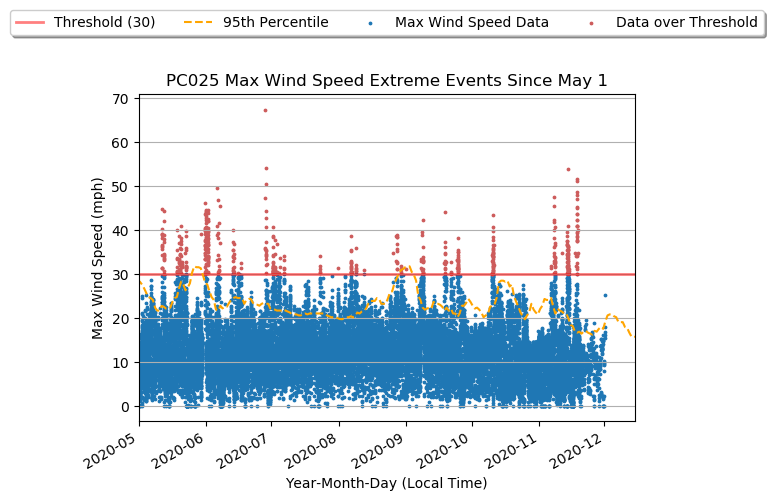 Threshold (30) 95th Percentile Max Wind Speed Data Data over Threshold
PC025 Max Wind Speed Extreme Events Since May 1
Max Wind Speed (mph)
70
60
50
40
30
20
10
0
2020-05 2020-06 2020-07 2020-08 2020-09 2020-10 2020-11 2020-12
Year-Month-Day (Local Time)